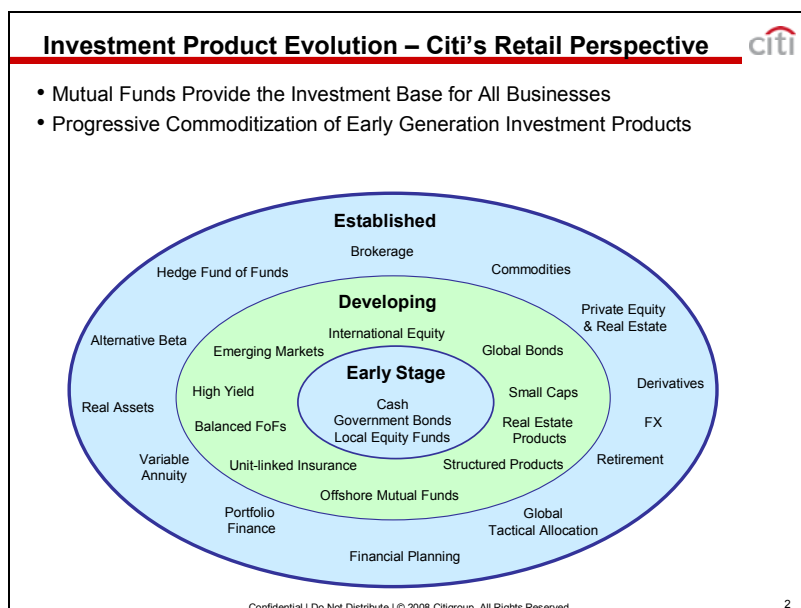 Investment Product Evolution – Citi's Retail Perspective
citi
• Mutual Funds Provide the Investment Base for All Businesses
• Progressive Commoditization of Early Generation Investment Products
Established
Brokerage
Hedge Fund of Funds
Commodities
Developing
Private Equity
& Real Estate
International Equity
Alternative Beta
Emerging Markets
Global Bonds
Early Stage
Derivatives
High Yield
Small Caps
Cash
Real Assets
Government Bonds
Local Equity Funds
Balanced FoFs
Real Estate
Products
FX
Variable
Annuity
Unit-linked Insurance
Structured Products
Retirement
Offshore Mutual Funds
Portfolio
Finance
Global
Tactical Allocation
Financial Planning
Confidential | Do Not Distribute | © 2008 Citigroup. All Rights Reserved
2